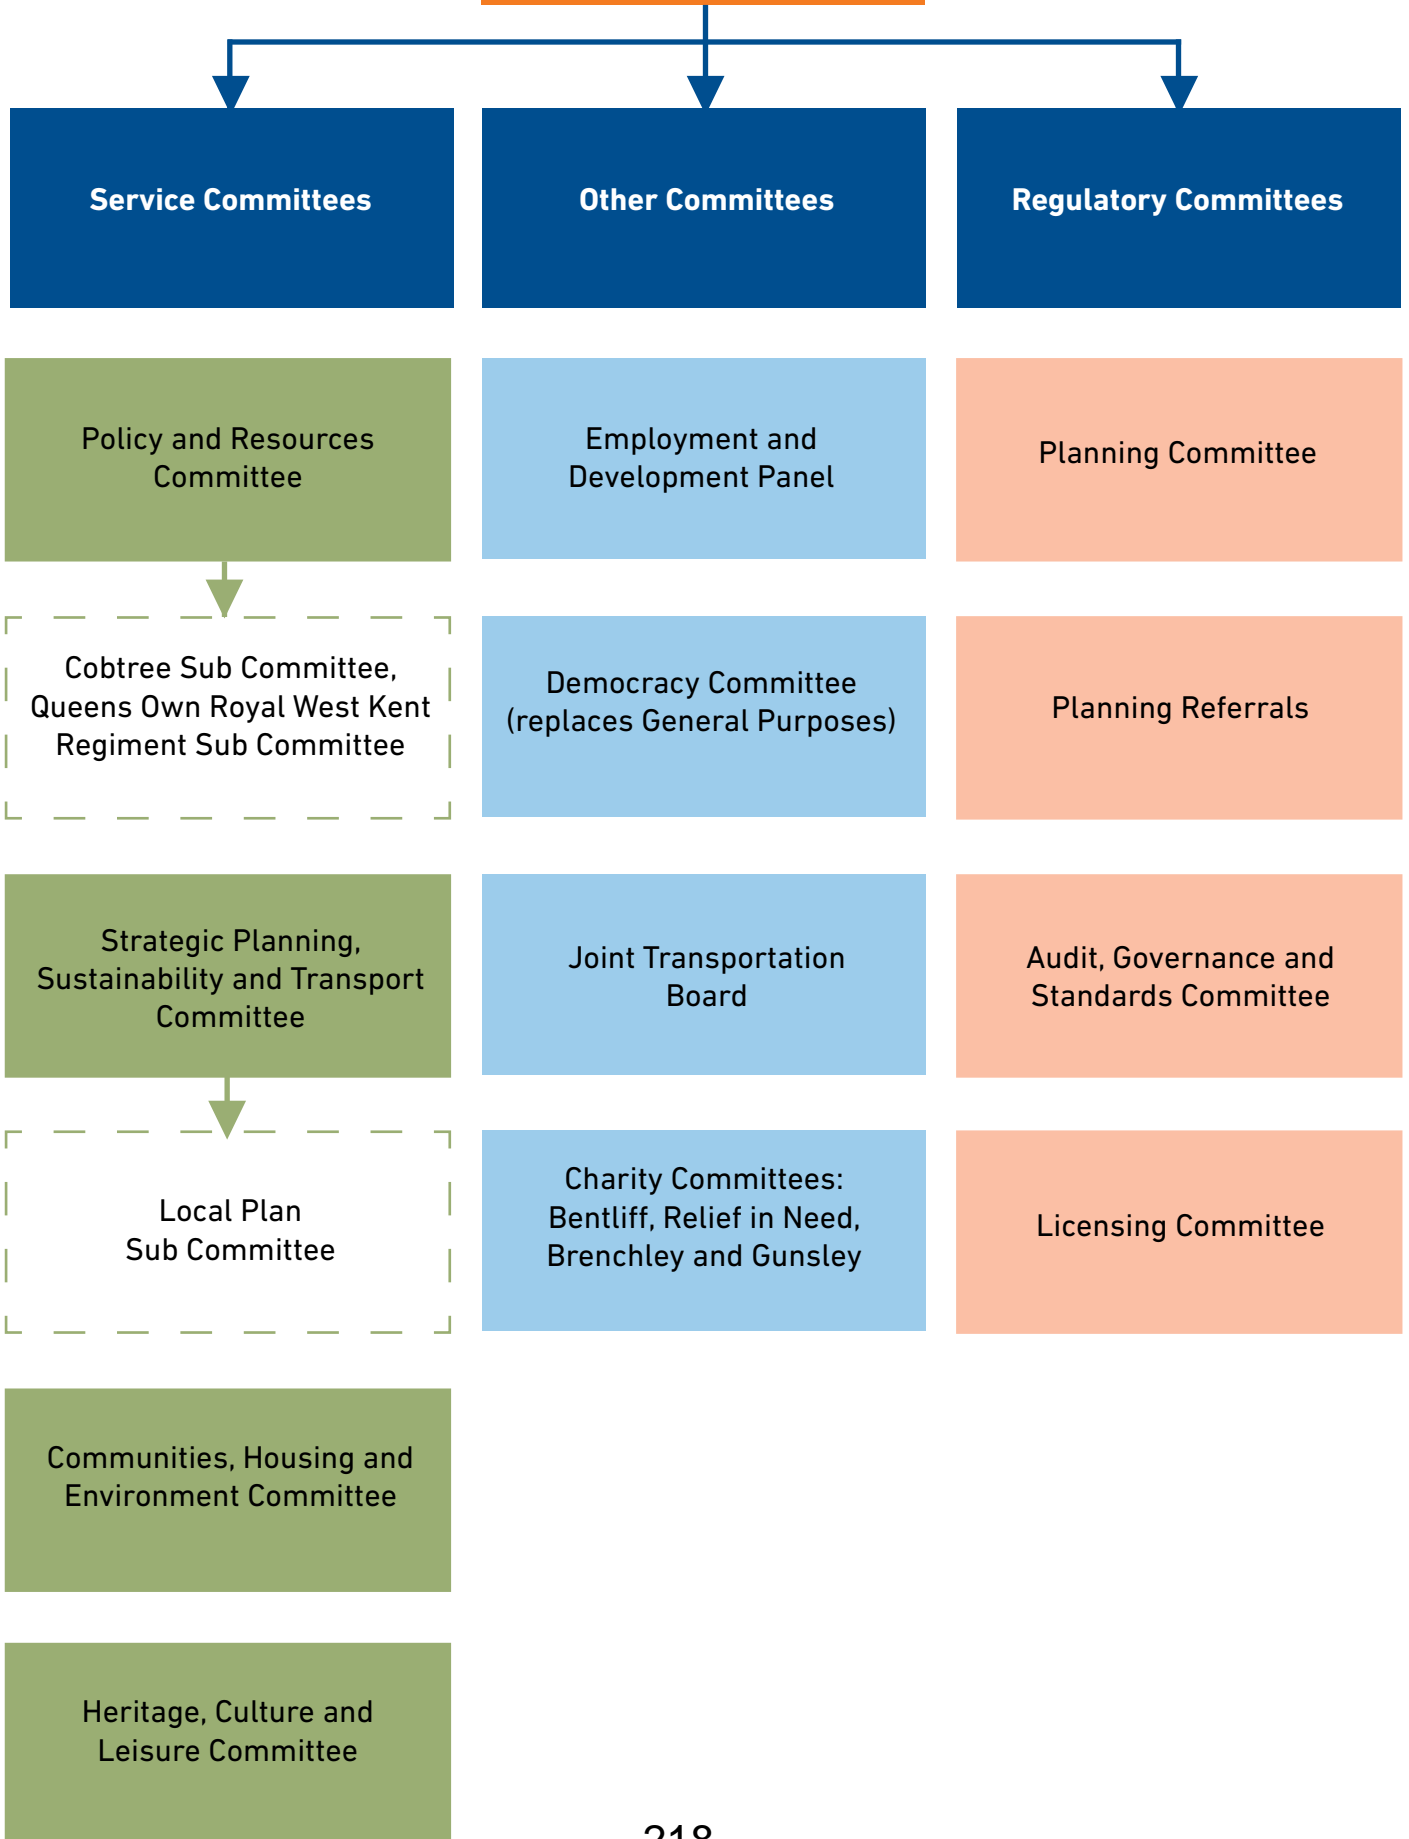 Service Committees
Other Committees
Regulatory Committees
Policy and Resources
Committee
Employment and
Development Panel
Planning Committee
Cobtree Sub Committee,
Queens Own Royal West Kent
Regiment Sub Committee
Democracy Committee
(replaces General Purposes)
Planning Referrals
Strategic Planning,
Sustainability and Transport
Committee
Joint Transportation
Board
Audit, Governance and
Standards Committee
Local Plan
Sub Committee
Charity Committees:
Bentliff, Relief in Need,
Brenchley and Gunsley
Licensing Committee
Communities, Housing and
Environment Committee
Heritage, Culture and
Leisure Committee
218